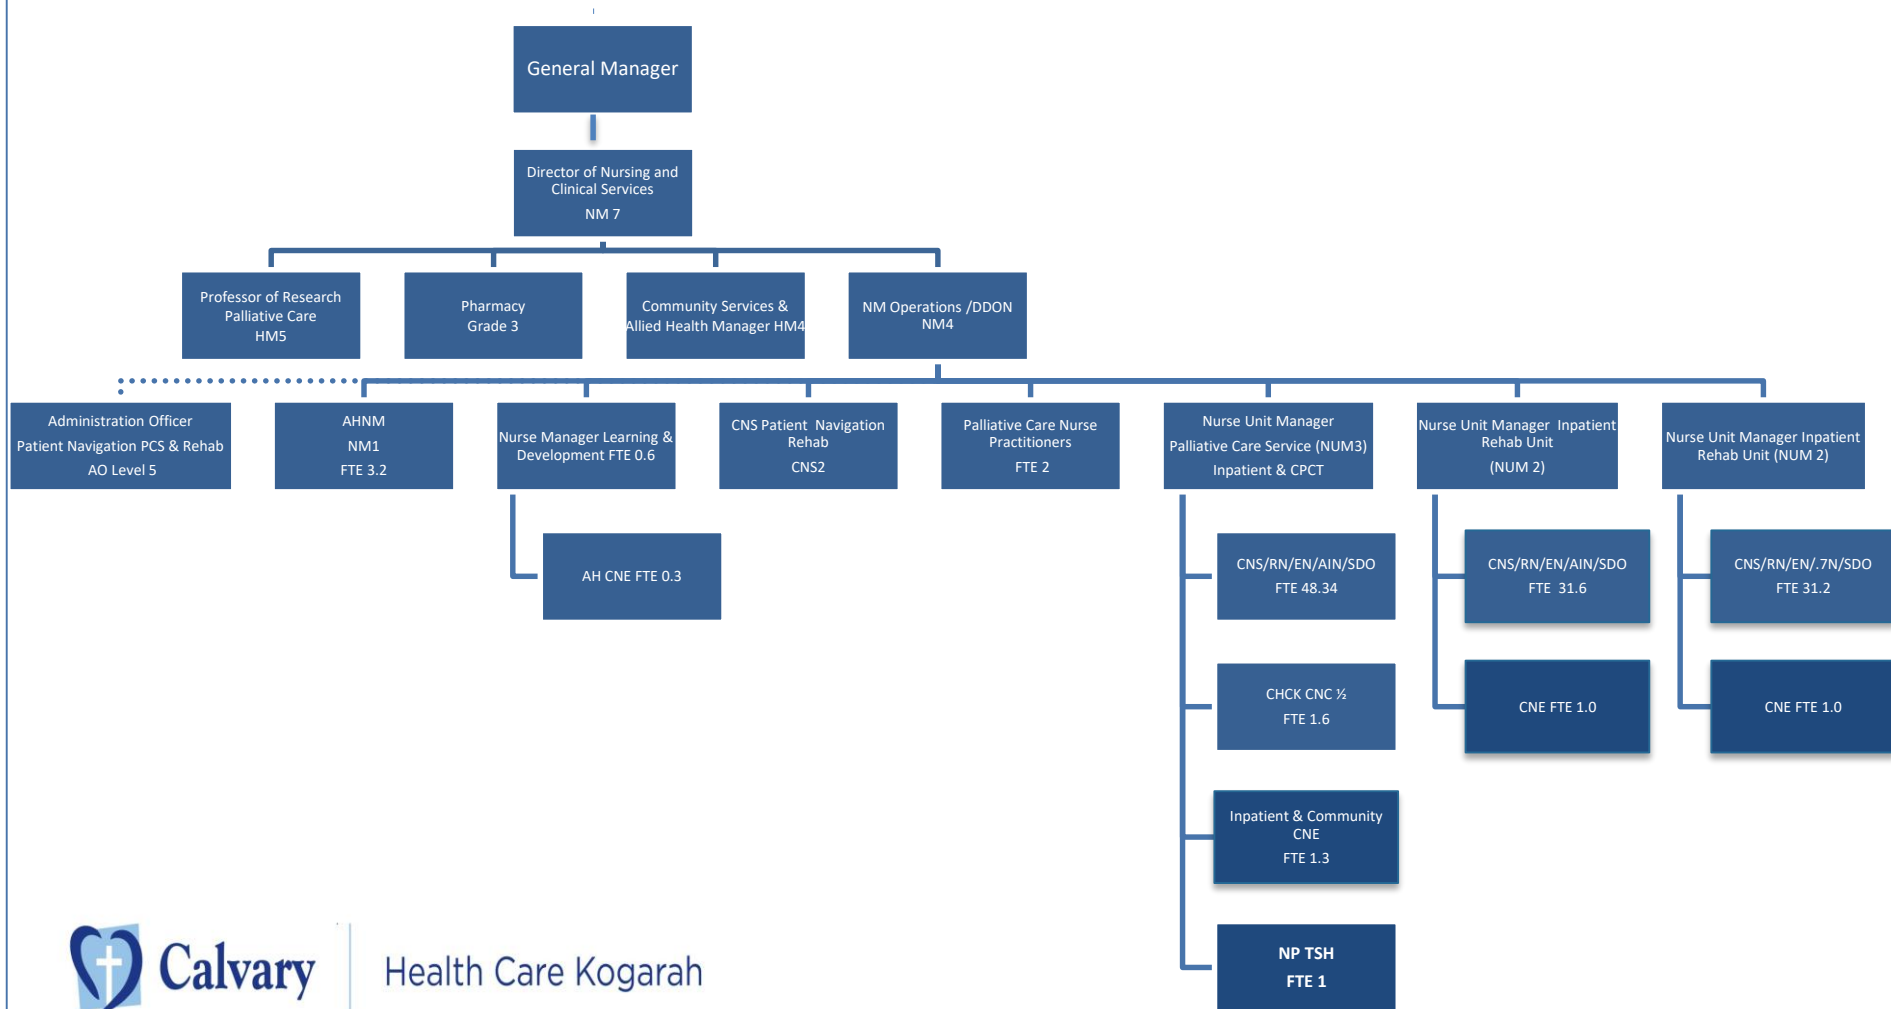 General Manager
Director of Nursing and
Clinical Services
NM 7
Professor of Research
Palliative Care
HM5
Pharmacy
Grade 3
Community Services &
Allied Health Manager HM4
NM Operations /DDON
NM4
Administration Officer
Patient Navigation PCS & Rehab
AO Level 5
AHNM
NM1
FTE 3.2
Nurse Manager Learning &
Development FTE 0.6
CNS Patient Navigation
Rehab
CNS2
Palliative Care Nurse
Practitioners
FTE 2
Nurse Unit Manager
Palliative Care Service (NUM3)
Inpatient & CPCT
Nurse Unit Manager Inpatient
Rehab Unit
(NUM 2)
Nurse Unit Manager Inpatient
Rehab Unit (NUM 2)
AH CNE FTE 0.3
CNS/RN/EN/AIN/SDO
FTE 48.34
CNS/RN/EN/AIN/SDO
FTE 31.6
CNS/RN/EN/.7N/SDO
FTE 31.2
CHCK CNC ½
FTE 1.6
CNE FTE 1.0
CNE FTE 1.0
Inpatient & Community
CNE
FTE 1.3
NP TSH
FTE 1
Calvary
Health Care Kogarah